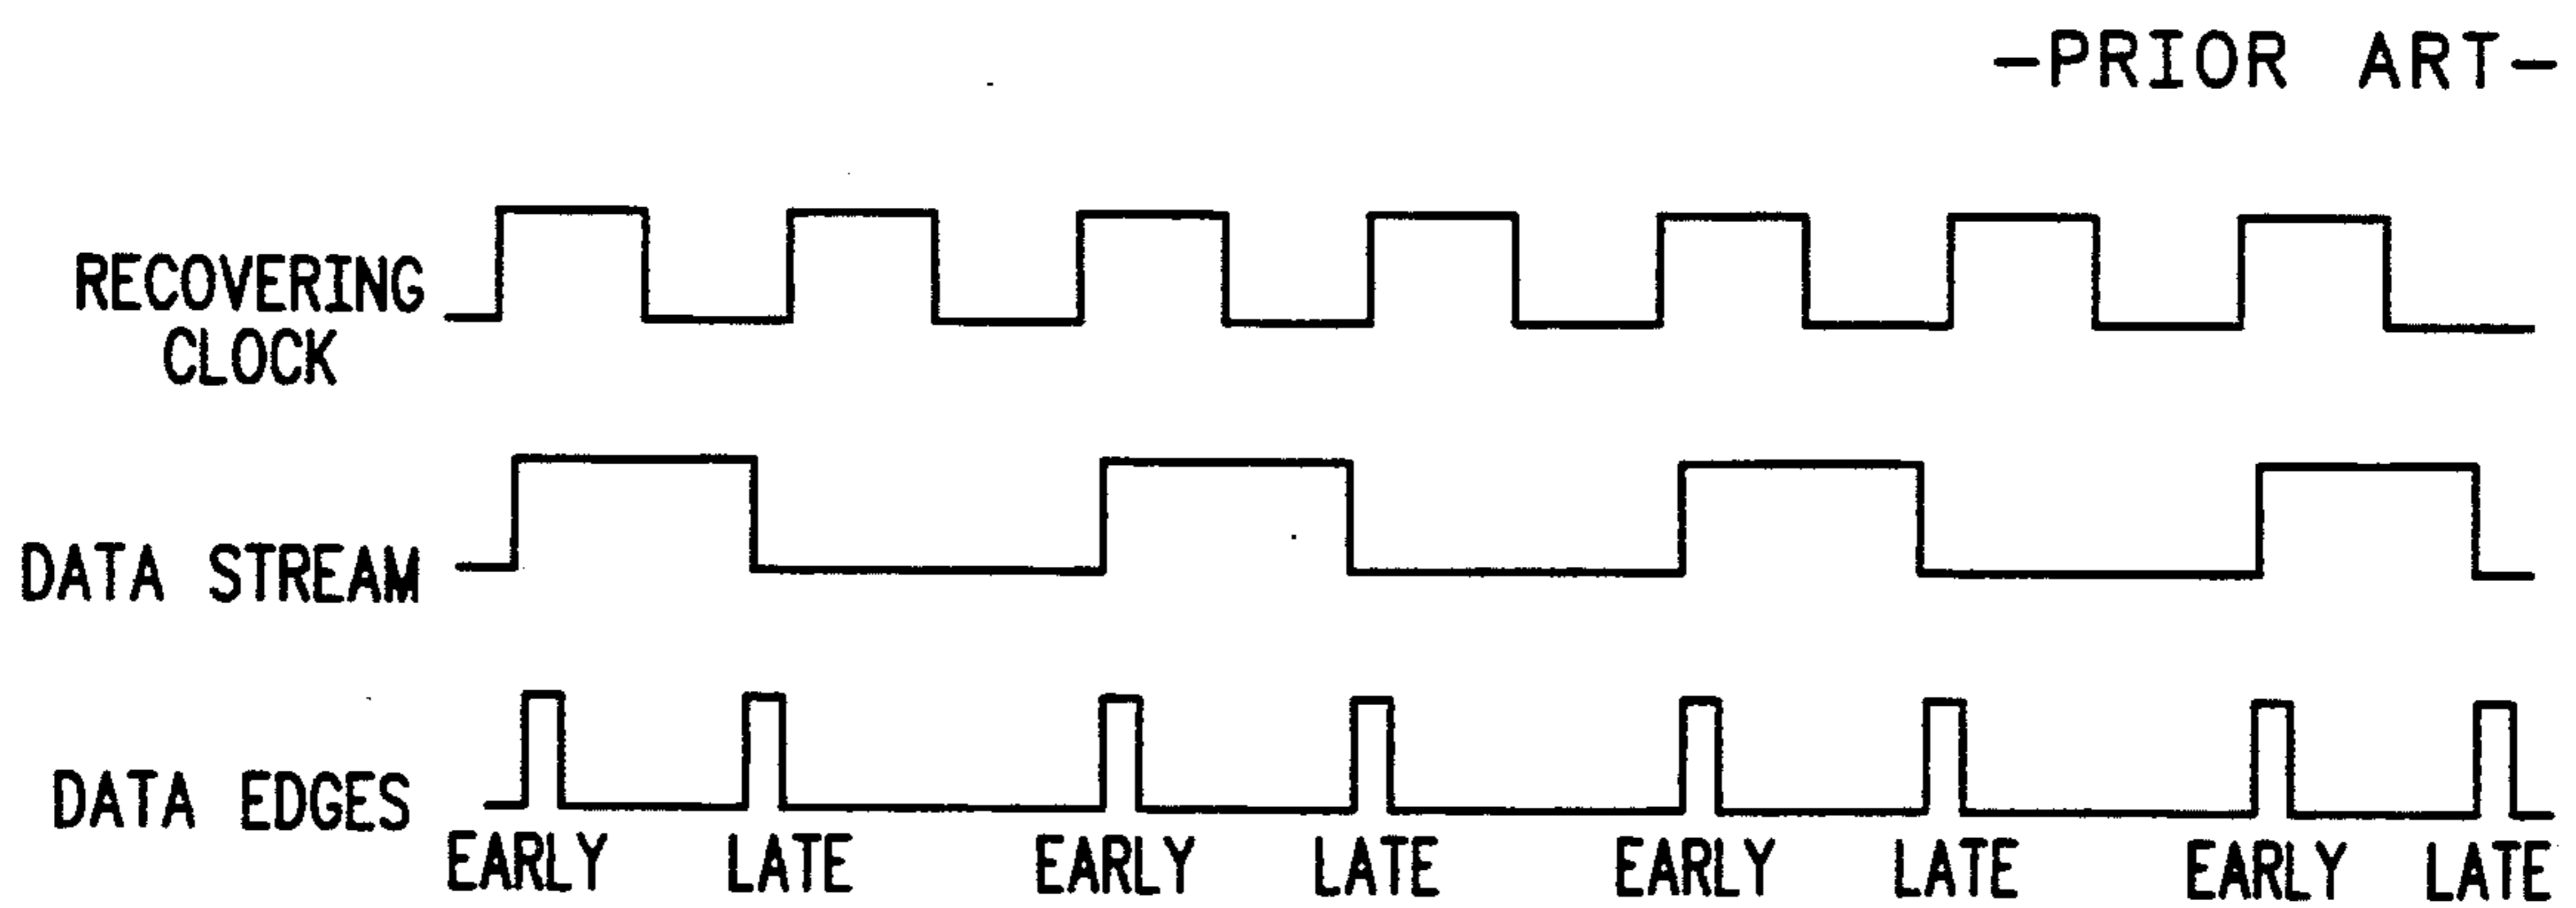 -PRIOR ART-
RECOVERING
CLOCK
DATA STREAM
DATA EDGES
EARLY LATE EARLY LATE EARLY LATE EARLY LATE